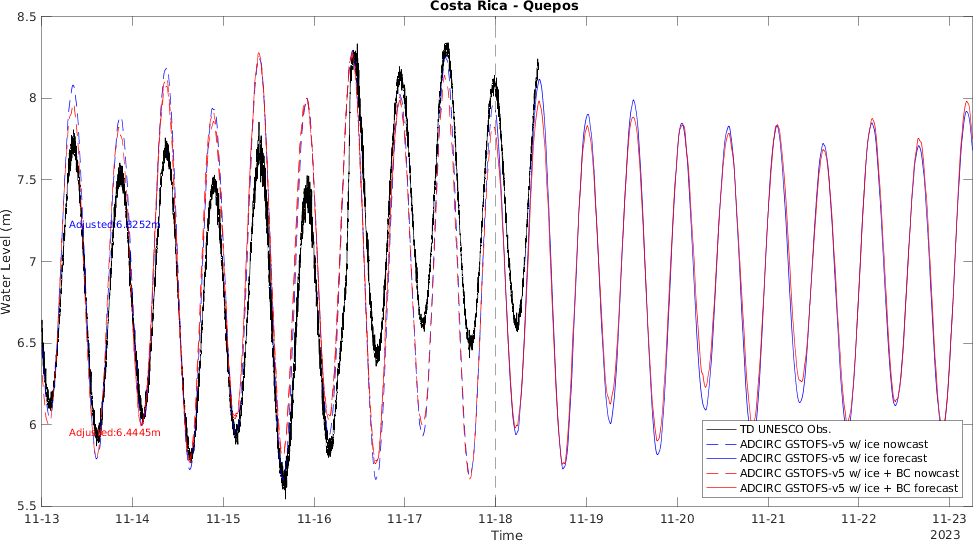 Costa Rica - Quepos
8.5
8
7.5
7
6.5
6
5.5
Water Level (m)
Adjusted:6.8252m
Adjusted:6.4445m
TD UNESCO Obs.
ADCIRC GSTOFS-v5 w/ ice nowcast
ADCIRC GSTOFS-v5 w/ ice forecast
ADCIRC GSTOFS-v5 w/ ice + BC nowcast
ADCIRC GSTOFS-v5 w/ ice + BC forecast
11-13 11-14 11-15 11-16 11-17 11-18 11-19 11-20 11-21 11-22 11-23
Time
2023